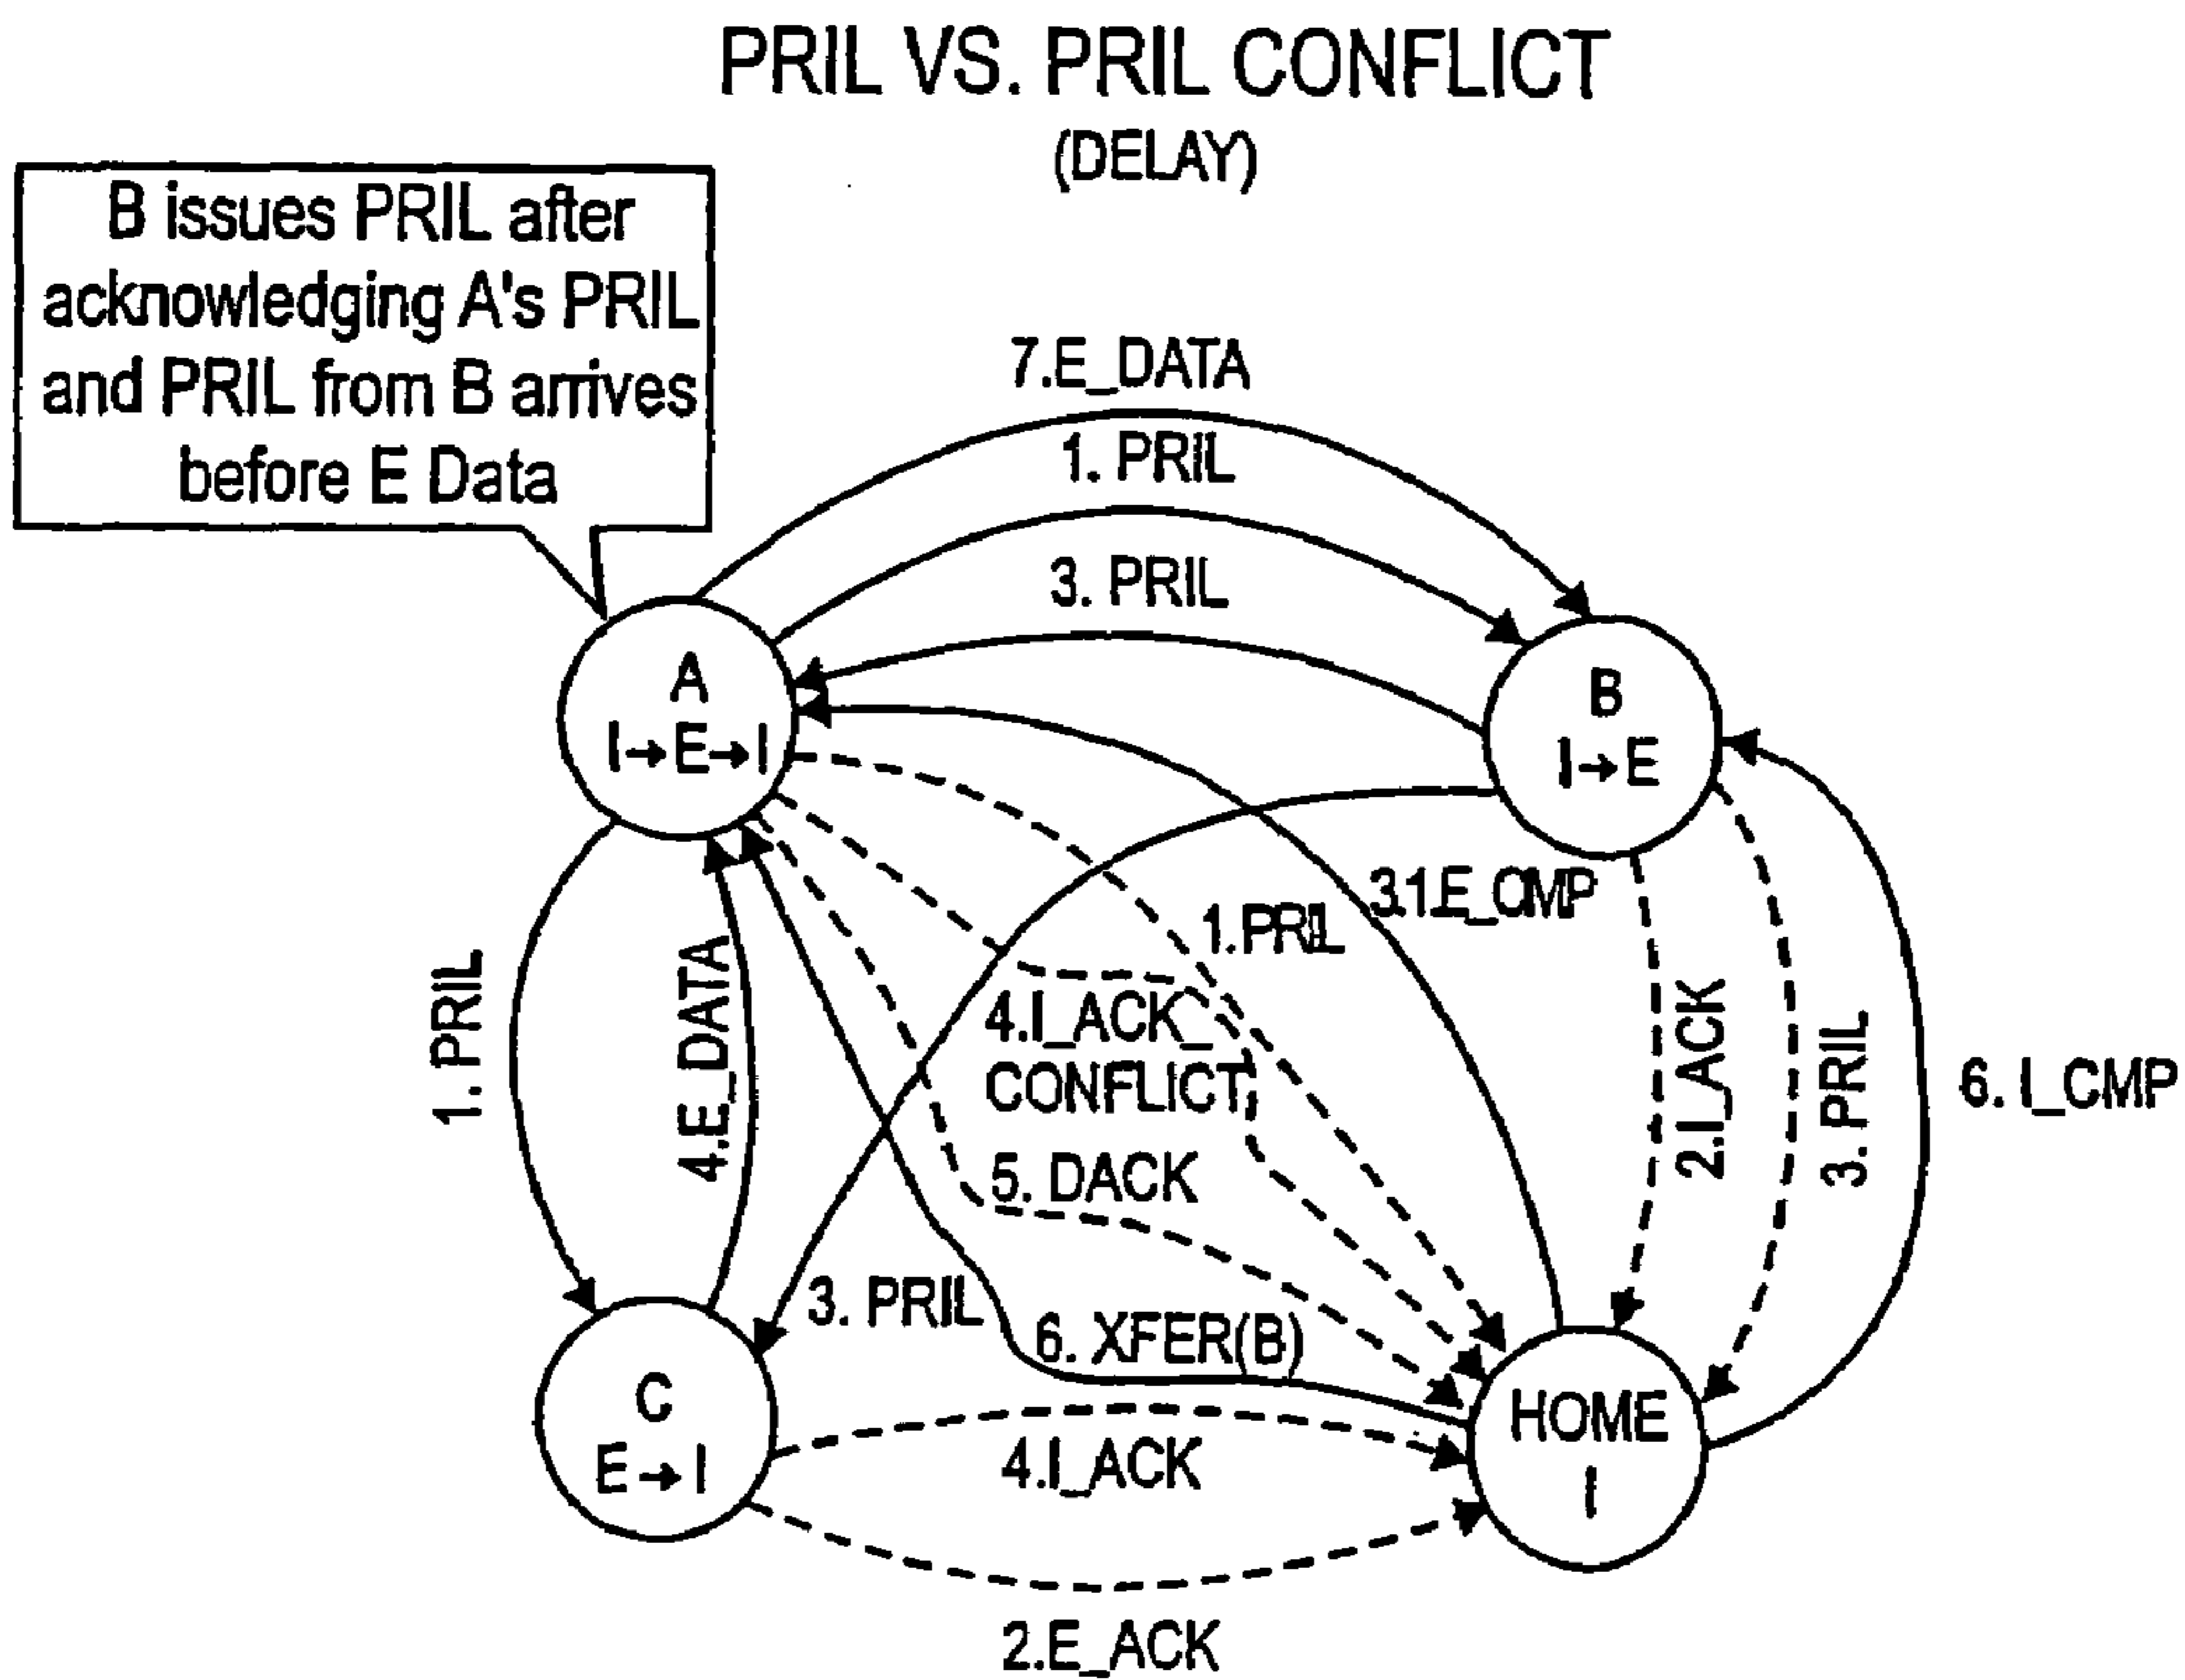 PRIL VS. PRIL CONFLICT
(DELAY)
B issues PRIL after
acknowledging A's PRIL
and PRIL from B arrives
before E Data
7.E_DATA
1. PRIL
3. PRIL
A
I→E→I
B
I→E
3.1E_CMP
1.PRIL
1. PRIL
4.E_DATA
4.I_ACK_
CONFLICT
2.I_ACK
3. PRIL
6. I_CMP
5. DACK
3. PRIL
6. XFER(B)
C
E→I
HOME
I
4.I_ACK
2.E_ACK